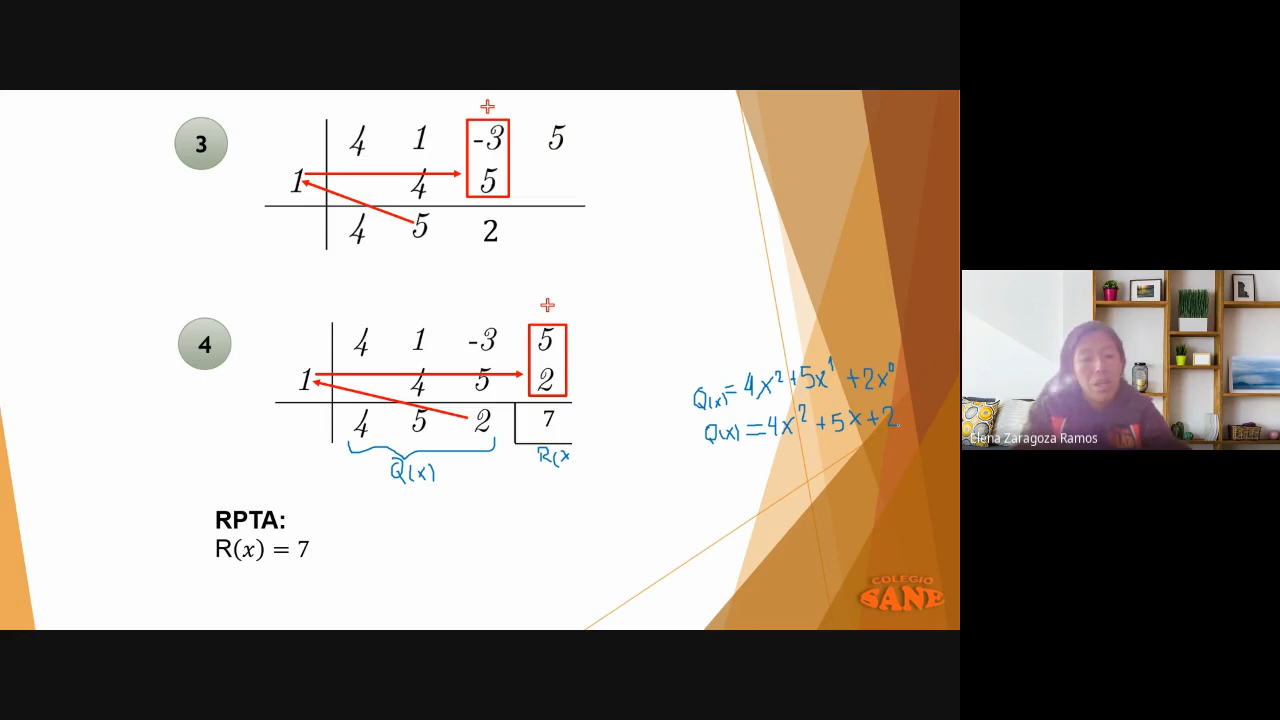 +
3
4 1 -3 5
1 4 5
4 5 2
+
4
4 1 -3 5
1 4 5 2
4 5 2 7
Q(x) R(x
Q(x)= 4x² + 5x¹ + 2x⁰
Q(x) = 4x² + 5x + 2
RPTA:
R(x) = 7
COLEGIO
SANE
Elena Zaragoza Ramos